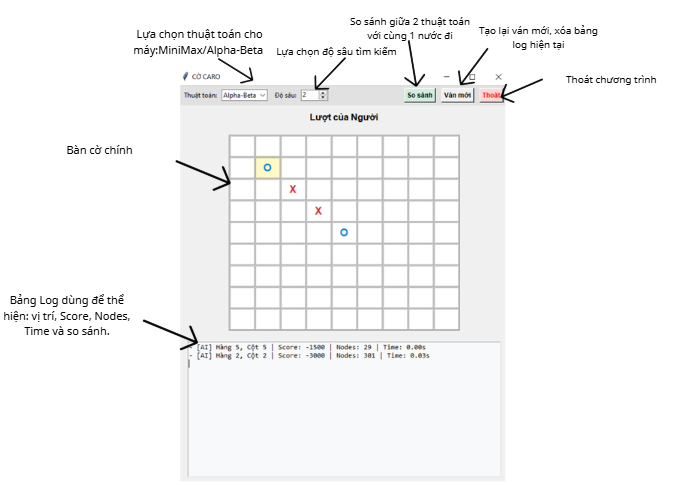 So sánh giữa 2 thuật toán
với cùng 1 nước đi
Tạo lại ván mới, xóa bảng
log hiện tại
Lựa chọn thuật toán cho
máy:MiniMax/Alpha-Beta
Lựa chọn độ sâu tìm kiếm
Thoát chương trình
CỜ CARO
Thuật toán: Alpha-Beta Độ sâu: 2 So sánh Ván mới Thoát
Lượt của Người
Bàn cờ chính
O
X
X
O
Bảng Log dùng để thể
hiện: vị trí, Score, Nodes,
Time và so sánh.
- [AI] Hàng 5, Cột 5 | Score: -1500 | Nodes: 29 | Time: 0.00s
- [AI] Hàng 2, Cột 2 | Score: -3000 | Nodes: 301 | Time: 0.03s